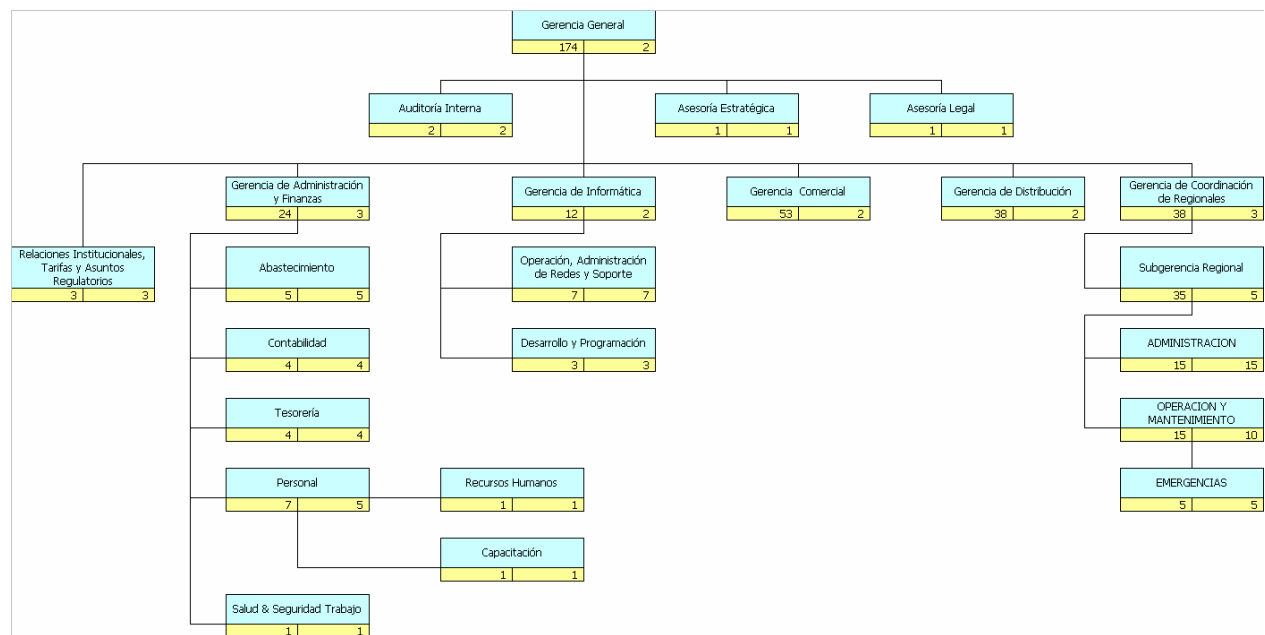 Gerencia General
174 2
Auditoría Interna
2 2
Asesoría Estratégica
1 1
Asesoría Legal
1 1
Gerencia de Administración
y Finanzas
24 3
Gerencia de Informática
12 2
Gerencia Comercial
53 2
Gerencia de Distribución
38 2
Gerencia de Coordinación
de Regionales
38 3
Relaciones Institucionales,
Tarifas y Asuntos
Regulatorios
3 3
Abastecimiento
5 5
Operación, Administración
de Redes y Soporte
7 7
Subgerencia Regional
35 5
Contabilidad
4 4
Desarrollo y Programación
3 3
ADMINISTRACION
15 15
Tesorería
4 4
OPERACION Y
MANTENIMIENTO
15 10
Personal
7 5
Recursos Humanos
1 1
EMERGENCIAS
5 5
Capacitación
1 1
Salud & Seguridad Trabajo
1 1